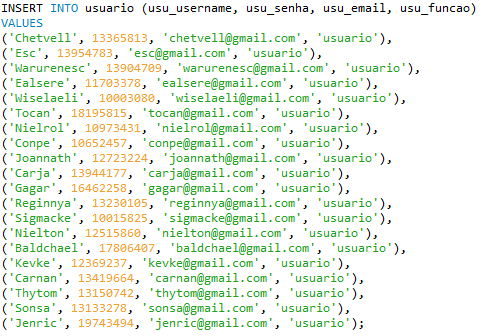 INSERT INTO usuario (usu_username, usu_senha, usu_email, usu_funcao)
VALUES
('Chetvell', 13365813, 'chetvell@gmail.com', 'usuario'),
('Esc', 13954783, 'esc@gmail.com', 'usuario'),
('Warurenesc', 13904709, 'warurenesc@gmail.com', 'usuario'),
('Ealsere', 11703378, 'ealsere@gmail.com', 'usuario'),
('Wiselaeli', 10003080, 'wiselaeli@gmail.com', 'usuario'),
('Tocan', 18195815, 'tocan@gmail.com', 'usuario'),
('Nielrol', 10973431, 'nielrol@gmail.com', 'usuario'),
('Conpe', 10652457, 'conpe@gmail.com', 'usuario'),
('Joannath', 12723224, 'joannath@gmail.com', 'usuario'),
('Carja', 13944177, 'carja@gmail.com', 'usuario'),
('Gagar', 16462258, 'gagar@gmail.com', 'usuario'),
('Reginnya', 13230105, 'reginnya@gmail.com', 'usuario'),
('Sigmacke', 10015825, 'sigmacke@gmail.com', 'usuario'),
('Nielton', 12515860, 'nielton@gmail.com', 'usuario'),
('Baldchael', 17806407, 'baldchael@gmail.com', 'usuario'),
('Kevke', 12369237, 'kevke@gmail.com', 'usuario'),
('Carnan', 13419664, 'carnan@gmail.com', 'usuario'),
('Thytom', 13150742, 'thytom@gmail.com', 'usuario'),
('Sonsa', 13133278, 'sonsa@gmail.com', 'usuario'),
('Jenric', 19743494, 'jenric@gmail.com', 'usuario');